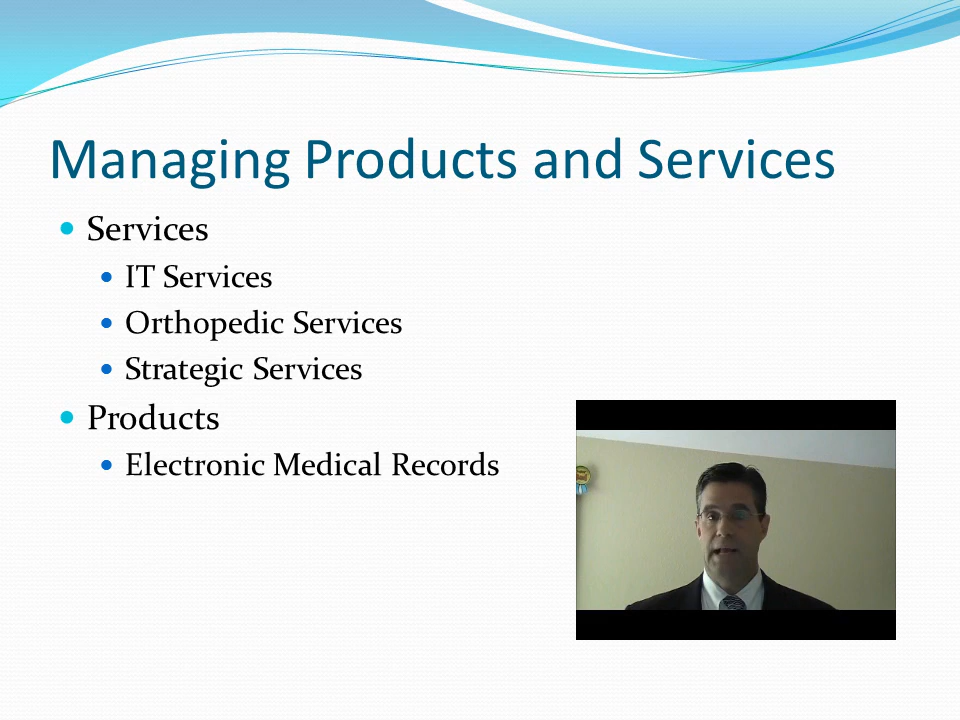 Managing Products and Services
Services
IT Services
Orthopedic Services
Strategic Services
Products
Electronic Medical Records